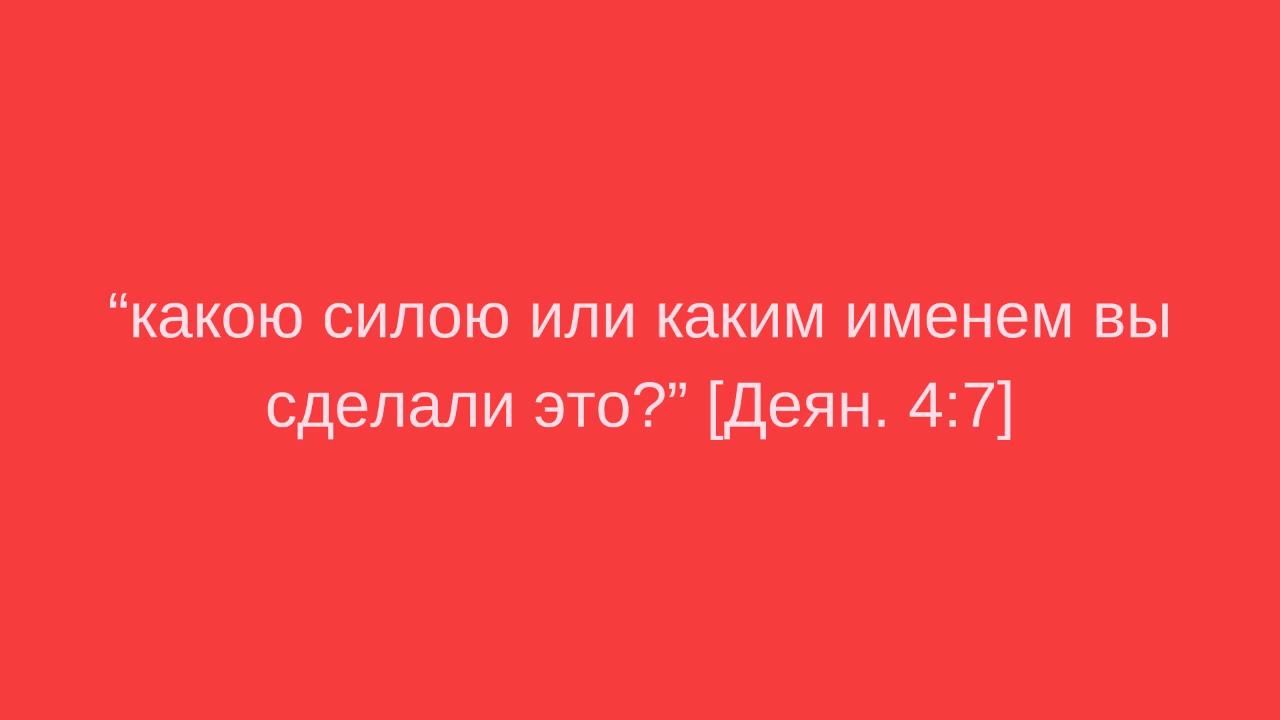 “какою силою или каким именем вы
сделали это?” [Деян. 4:7]